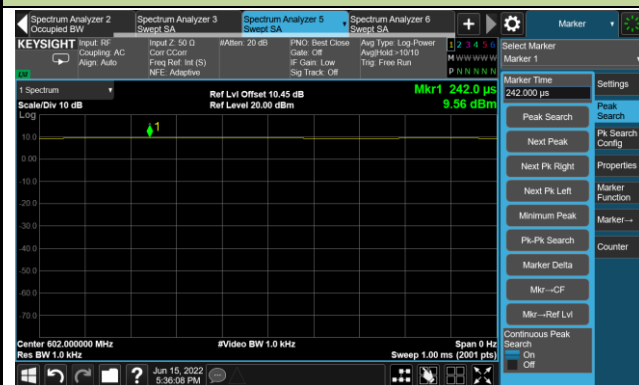 Spectrum Analyzer 2
Occupied BW
Spectrum Analyzer 3
Swept SA
Spectrum Analyzer 5
Swept SA
Spectrum Analyzer 6
Swept SA
Marker
KEYSIGHT
Input: RF
Coupling: AC
Align: Auto
Input Z: 50 Ω
Corr CCorr
Freq Ref: Int (S)
NFE: Adaptive
#Atten: 20 dB
PNO: Best Close
Gate: Off
IF Gain: Low
Sig Track: Off
Avg Type: Log-Power
Avg|Hold:>10/10
Trig: Free Run
1 2 3 4 5 6
M W W W W W
P N N N N N
Select Marker
Marker 1
1 Spectrum
Scale/Div 10 dB
Log
Ref Lvl Offset 10.45 dB
Ref Level 20.00 dBm
Mkr1 242.0 µs
9.56 dBm
1
10.0
0.00
-10.0
-20.0
-30.0
-40.0
-50.0
-60.0
-70.0
Center 602.000000 MHz
Res BW 1.0 kHz
#Video BW 1.0 kHz
Span 0 Hz
Sweep 1.00 ms (2001 pts)
Marker Time
242.000 µs
Peak Search
Next Peak
Next Pk Right
Next Pk Left
Minimum Peak
Pk-Pk Search
Marker Delta
Mkr→CF
Mkr→Ref Lvl
Continuous Peak
Search
On
Off
Settings
Peak
Search
Pk Search
Config
Properties
Marker
Function
Marker→
Counter
?
Jun 15, 2022
5:36:08 PM